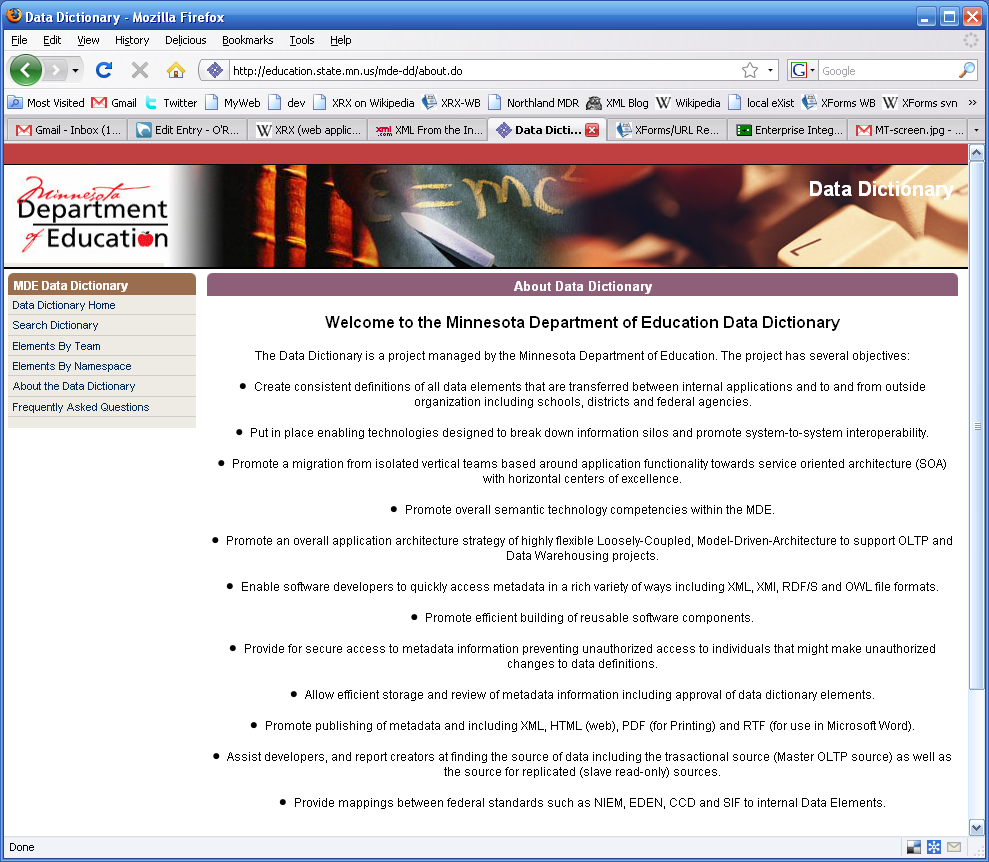 Data Dictionary - Mozilla Firefox
File Edit View History Delicious Bookmarks Tools Help
http://education.state.mn.us/mde-dd/about.do
Google
Most Visited Gmail Twitter MyWeb dev XRX on Wikipedia XRX-WB Northland MDR XML Blog Wikipedia local eXist XForms WB XForms svn »
Gmail - Inbox (1... Edit Entry - O'R... XRX (web applic... XML From the In... Data Dicti... XForms/URL Re... Enterprise Integ... MT-screen.jpg - ...
Minnesota
Department
of Education
E=mc2
Data Dictionary
MDE Data Dictionary
Data Dictionary Home
Search Dictionary
Elements By Team
Elements By Namespace
About the Data Dictionary
Frequently Asked Questions
About Data Dictionary
Welcome to the Minnesota Department of Education Data Dictionary
The Data Dictionary is a project managed by the Minnesota Department of Education. The project has several objectives:
• Create consistent definitions of all data elements that are transferred between internal applications and to and from outside
organization including schools, districts and federal agencies.
• Put in place enabling technologies designed to break down information silos and promote system-to-system interoperability.
• Promote a migration from isolated vertical teams based around application functionality towards service oriented architecture (SOA)
with horizontal centers of excellence.
• Promote overall semantic technology competencies within the MDE.
• Promote an overall application architecture strategy of highly flexible Loosely-Coupled, Model-Driven-Architecture to support OLTP and
Data Warehousing projects.
• Enable software developers to quickly access metadata in a rich variety of ways including XML, XMI, RDF/S and OWL file formats.
• Promote efficient building of reusable software components.
• Provide for secure access to metadata information preventing unauthorized access to individuals that might make unauthorized
changes to data definitions.
• Allow efficient storage and review of metadata information including approval of data dictionary elements.
• Promote publishing of metadata and including XML, HTML (web), PDF (for Printing) and RTF (for use in Microsoft Word).
• Assist developers, and report creators at finding the source of data including the trasactional source (Master OLTP source) as well as
the source for replicated (slave read-only) sources.
• Provide mappings between federal standards such as NIEM, EDEN, CCD and SIF to internal Data Elements.
Done